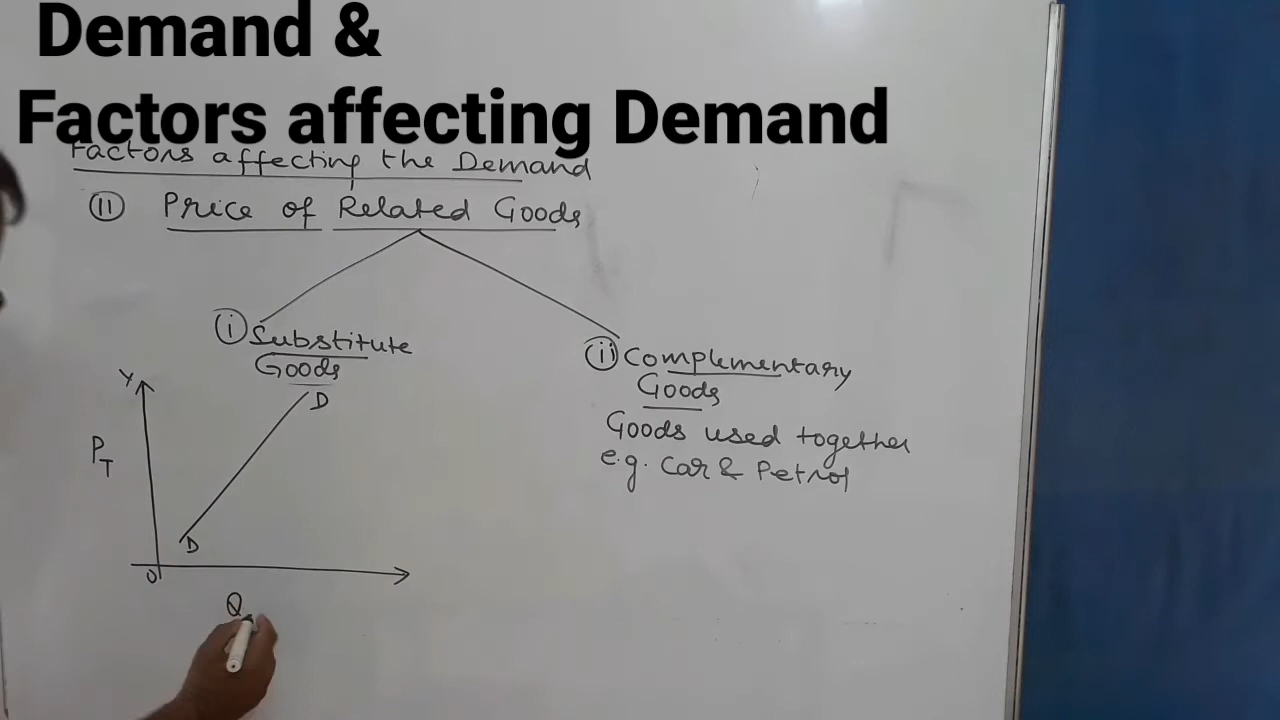 Demand &
Factors affecting Demand
Factors affecting the Demand
(ii) Price of Related Goods
(i) Substitute
Goods
(ii) Complementary
Goods
Goods used together
e.g. Car & Petrol
Y
D
P_T
D
O
Q